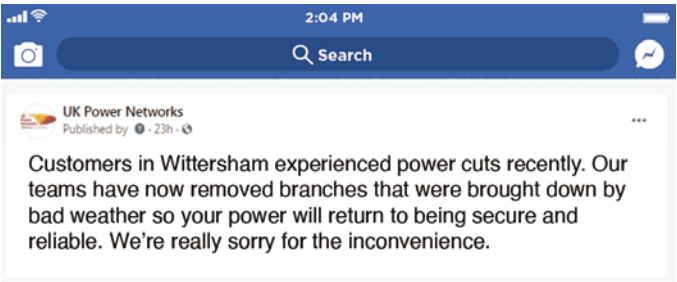 2:04 PM
Search
UK Power Networks
Published by · 23h ·
Customers in Wittersham experienced power cuts recently. Our
teams have now removed branches that were brought down by
bad weather so your power will return to being secure and
reliable. We're really sorry for the inconvenience.